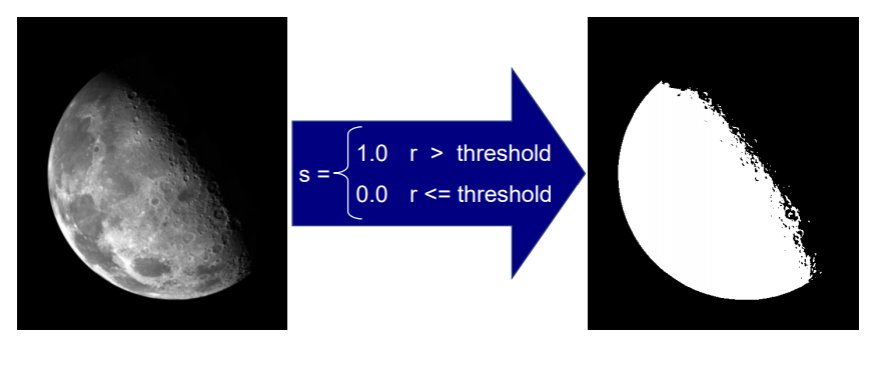 s =
1.0 r > threshold
0.0 r <= threshold